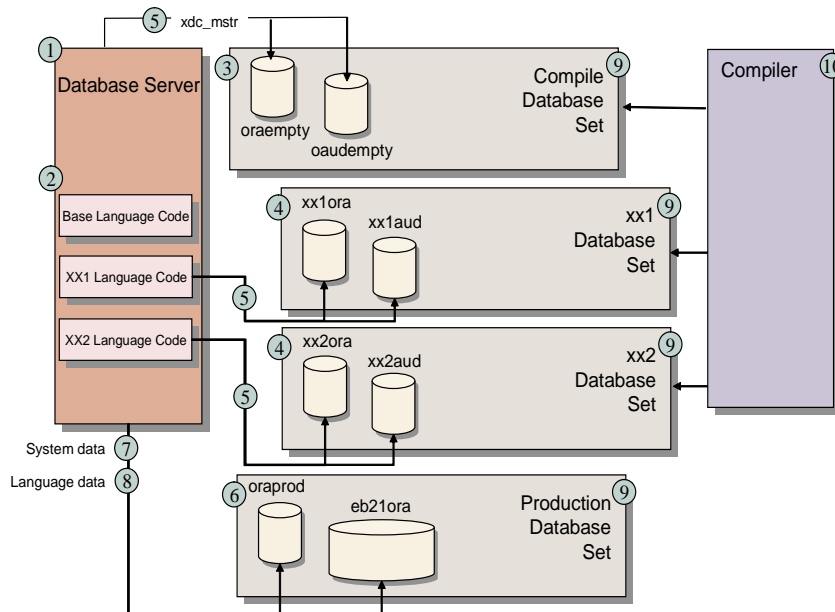 5 xdc_mstr
1
Database Server
3
oraempty
oaudempty
Compile
Database
Set
9
Compiler
10
2
Base Language Code
XX1 Language Code
XX2 Language Code
4
xx1ora
xx1aud
xx1
Database
Set
9
5
4
xx2ora
xx2aud
xx2
Database
Set
9
5
System data 7
Language data 8
6
oraprod
eb21ora
Production
Database
Set
9